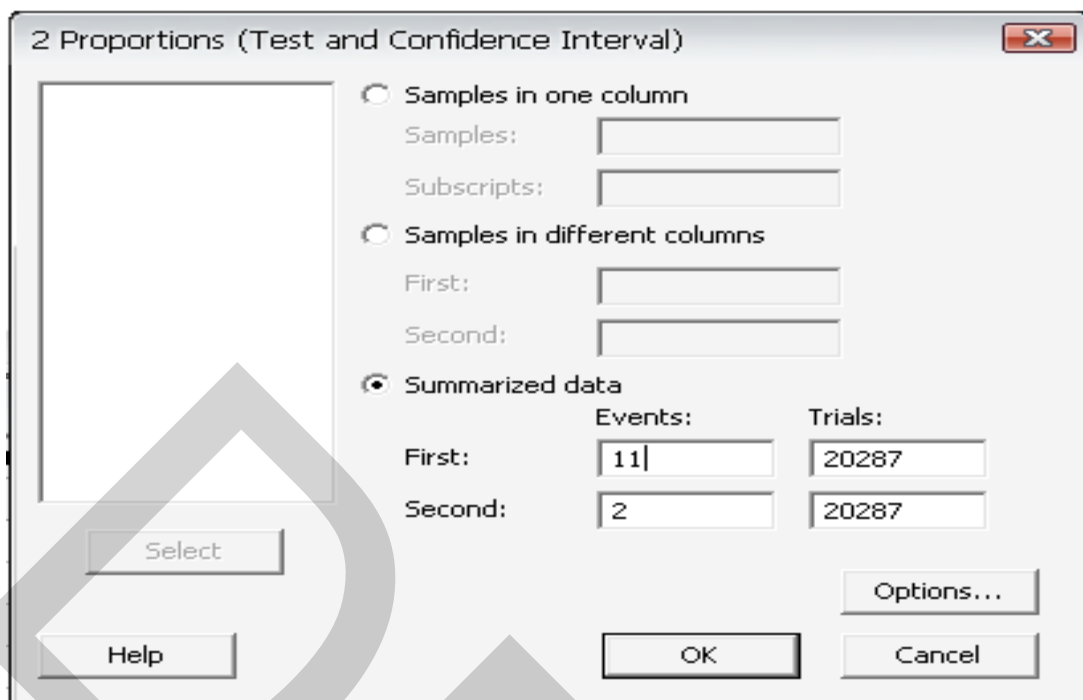 2 Proportions (Test and Confidence Interval)
Samples in one column
Samples:
Subscripts:
Samples in different columns
First:
Second:
Summarized data
Events: Trials:
First: 11 20287
Second: 2 20287
Select
Options...
Help OK Cancel